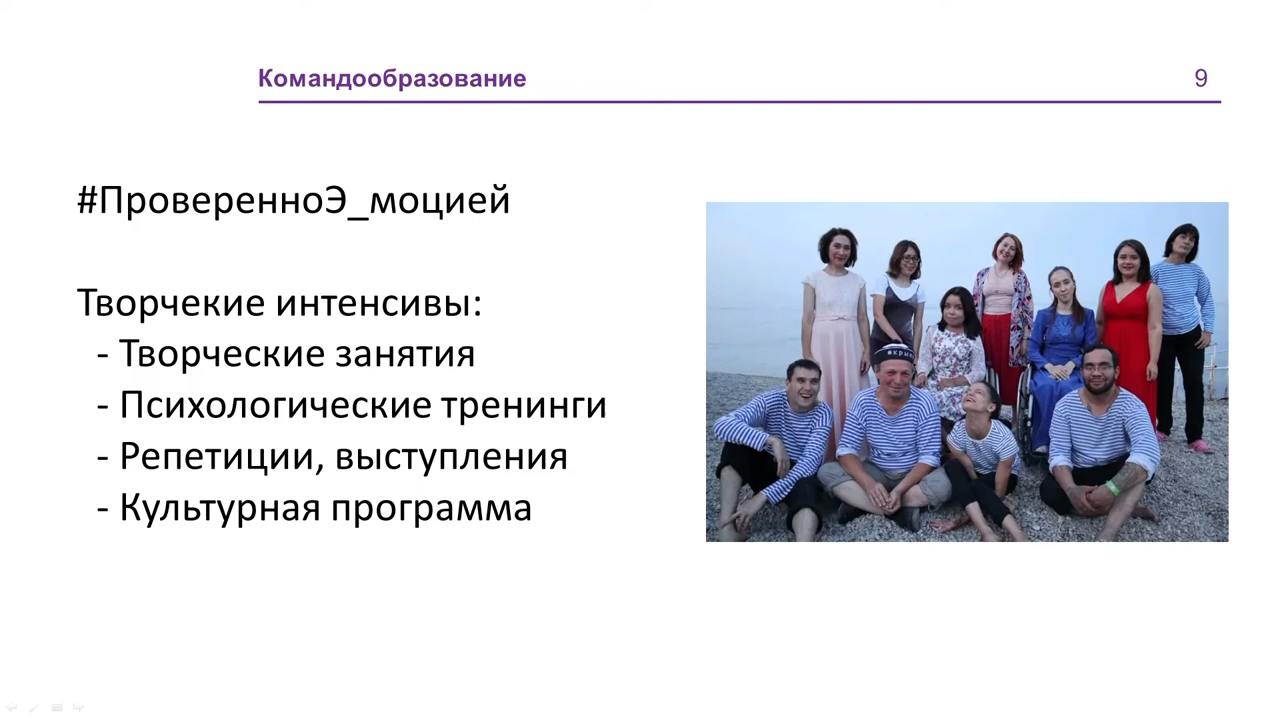 Командообразование 9
#ПроверенноЭ_моцией
Творчекие интенсивы:
- Творческие занятия
- Психологические тренинги
- Репетиции, выступления
- Культурная программа